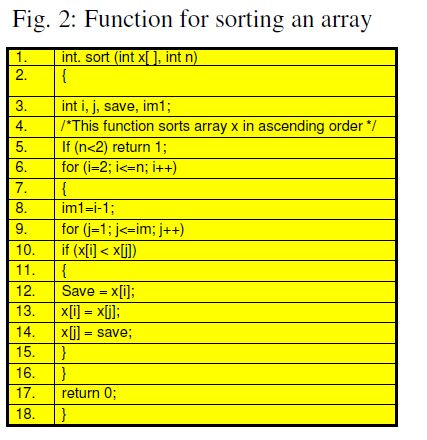 Fig. 2: Function for sorting an array
1. int. sort (int x[ ], int n)
2. {
3. int i, j, save, im1;
4. /*This function sorts array x in ascending order */
5. If (n<2) return 1;
6. for (i=2; i<=n; i++)
7. {
8. im1=i-1;
9. for (j=1; j<=im; j++)
10. if (x[i] < x[j])
11. {
12. Save = x[i];
13. x[i] = x[j];
14. x[j] = save;
15. }
16. }
17. return 0;
18. }